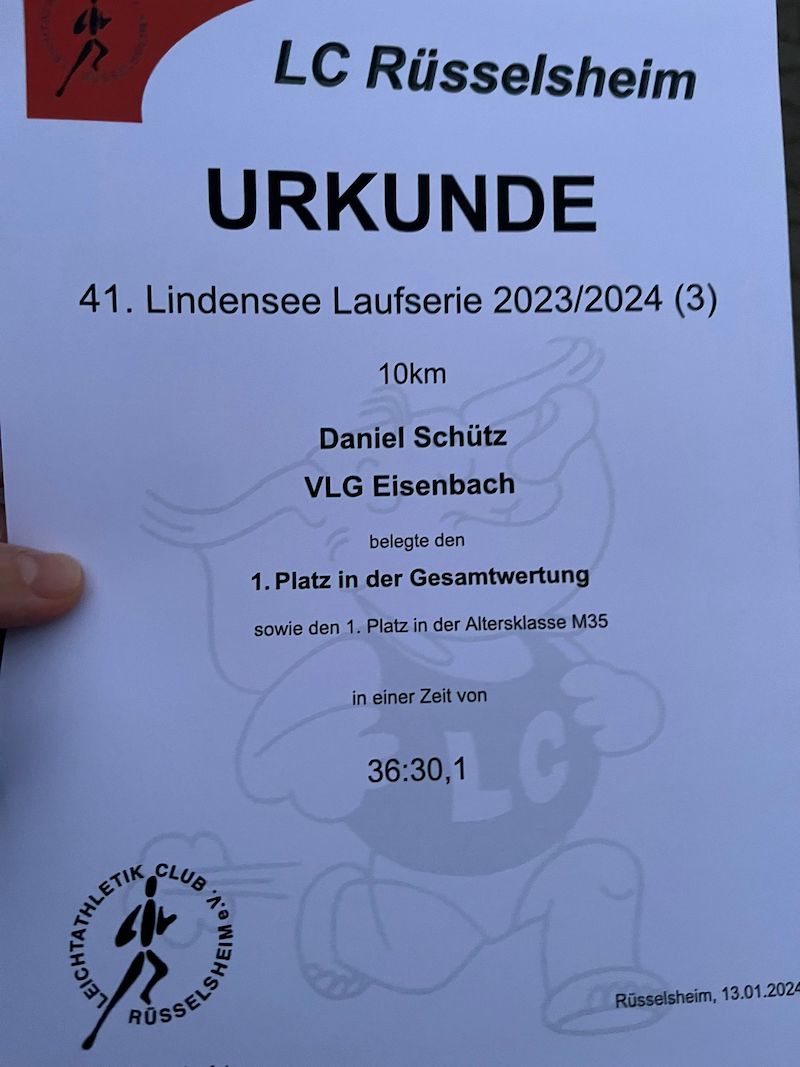 LC Rüsselsheim
URKUNDE
41. Lindensee Laufserie 2023/2024 (3)
10km
Daniel Schütz
VLG Eisenbach
belegte den
1. Platz in der Gesamtwertung
sowie den 1. Platz in der Altersklasse M35
in einer Zeit von
36:30,1
LC
LEICHTATHLETIK CLUB
RÜSSELSHEIM e.V.
Rüsselsheim, 13.01.2024